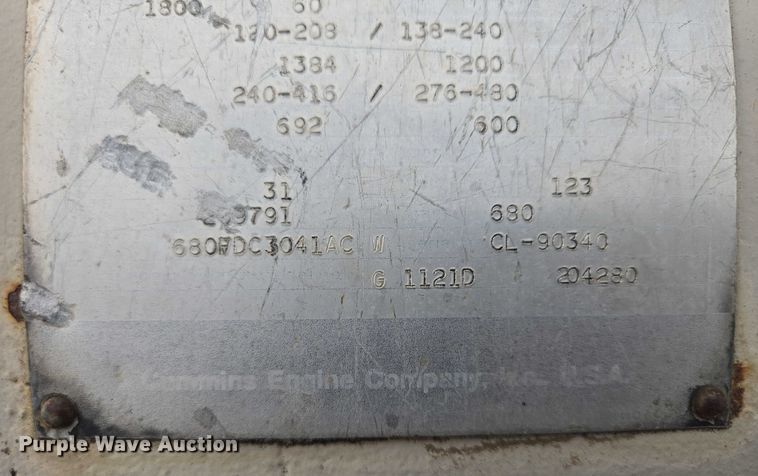 1800 60
120-208 / 138-240
1384 1200
240-416 / 276-480
692 600
31 123
680
CL-90340
G 1121D 204280
Cummins Engine Company, Inc., U.S.A.
Purple Wave Auction